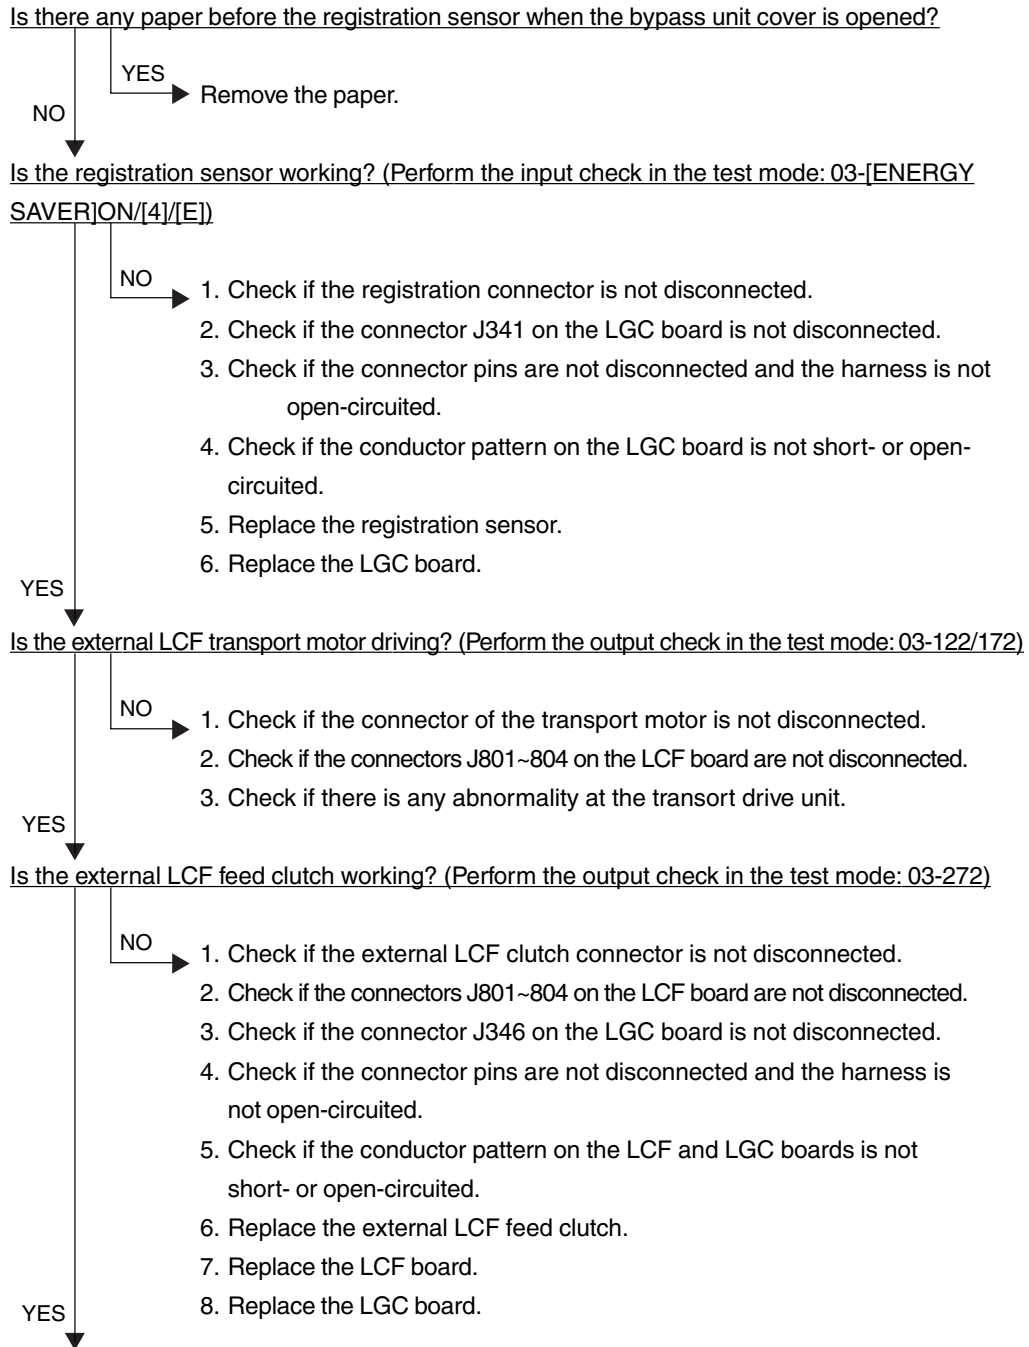 Is there any paper before the registration sensor when the bypass unit cover is opened?
YES
Remove the paper.
NO
Is the registration sensor working? (Perform the input check in the test mode: 03-[ENERGY
SAVER]ON/[4]/[E])
NO
1. Check if the registration connector is not disconnected.
2. Check if the connector J341 on the LGC board is not disconnected.
3. Check if the connector pins are not disconnected and the harness is not
open-circuited.
4. Check if the conductor pattern on the LGC board is not short- or open-
circuited.
5. Replace the registration sensor.
6. Replace the LGC board.
YES
Is the external LCF transport motor driving? (Perform the output check in the test mode: 03-122/172)
NO
1. Check if the connector of the transport motor is not disconnected.
2. Check if the connectors J801~804 on the LCF board are not disconnected.
3. Check if there is any abnormality at the transort drive unit.
YES
Is the external LCF feed clutch working? (Perform the output check in the test mode: 03-272)
NO
1. Check if the external LCF clutch connector is not disconnected.
2. Check if the connectors J801~804 on the LCF board are not disconnected.
3. Check if the connector J346 on the LGC board is not disconnected.
4. Check if the connector pins are not disconnected and the harness is
not open-circuited.
5. Check if the conductor pattern on the LCF and LGC boards is not
short- or open-circuited.
6. Replace the external LCF feed clutch.
7. Replace the LCF board.
8. Replace the LGC board.
YES